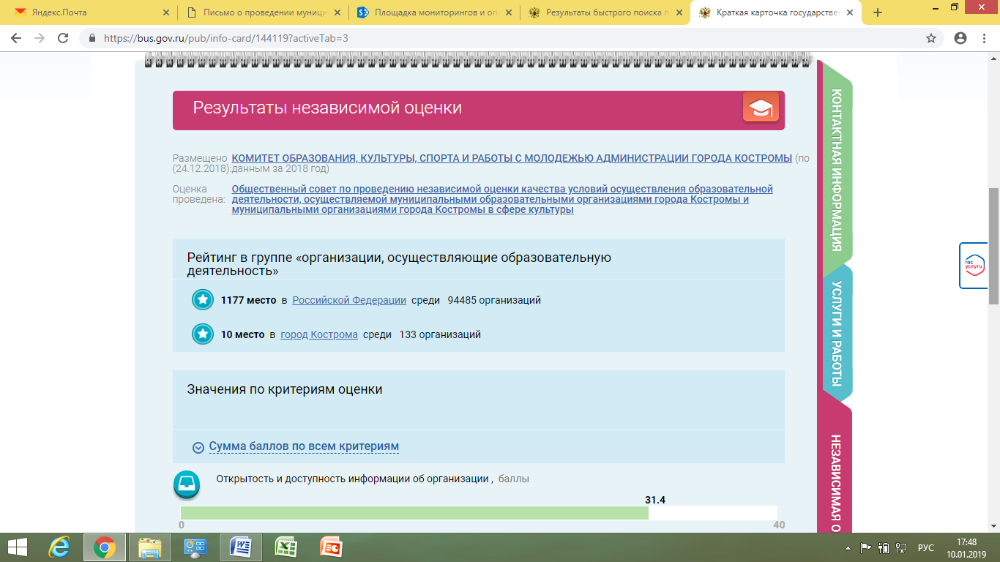 Яндекс.Почта
Письмо о проведении муници
Площадка мониторингов и оп
Результаты быстрого поиска п
Краткая карточка государстве
https://bus.gov.ru/pub/info-card/144119?activeTab=3
Результаты независимой оценки
Размещено КОМИТЕТ ОБРАЗОВАНИЯ, КУЛЬТУРЫ, СПОРТА И РАБОТЫ С МОЛОДЕЖЬЮ АДМИНИСТРАЦИИ ГОРОДА КОСТРОМЫ (по
(24.12.2018):данным за 2018 год)
Оценка Общественный совет по проведению независимой оценки качества условий осуществления образовательной
проведена: деятельности, осуществляемой муниципальными образовательными организациями города Костромы и
муниципальными организациями города Костромы в сфере культуры
Рейтинг в группе «организации, осуществляющие образовательную
деятельность»
1177 место в Российской Федерации среди 94485 организаций
10 место в город Кострома среди 133 организаций
Значения по критериям оценки
Сумма баллов по всем критериям
Открытость и доступность информации об организации , баллы
31.4
0 40
КОНТАКТНАЯ ИНФОРМАЦИЯ
УСЛУГИ И РАБОТЫ
НЕЗАВИСИМАЯ О
гос
услуги
РУС
17:48
10.01.2019